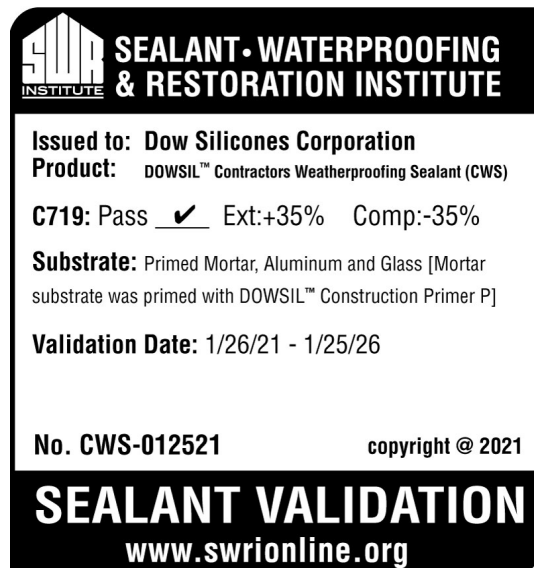 SWR
INSTITUTE
SEALANT • WATERPROOFING
& RESTORATION INSTITUTE
Issued to: Dow Silicones Corporation
Product: DOWSIL™ Contractors Weatherproofing Sealant (CWS)
C719: Pass ✔ Ext:+35% Comp:-35%
Substrate: Primed Mortar, Aluminum and Glass [Mortar
substrate was primed with DOWSIL™ Construction Primer P]
Validation Date: 1/26/21 - 1/25/26
No. CWS-012521
copyright @ 2021
SEALANT VALIDATION
www.swrionline.org